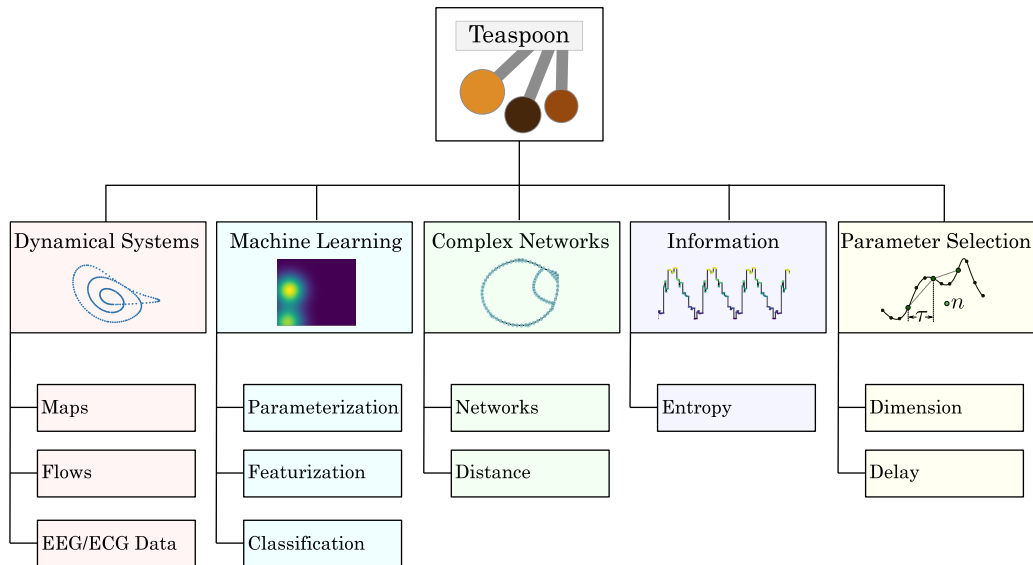 Teaspoon
Dynamical Systems
Machine Learning
Complex Networks
Information
Parameter Selection
n
τ
Maps
Parameterization
Networks
Entropy
Dimension
Flows
Featurization
Distance
Delay
EEG/ECG Data
Classification